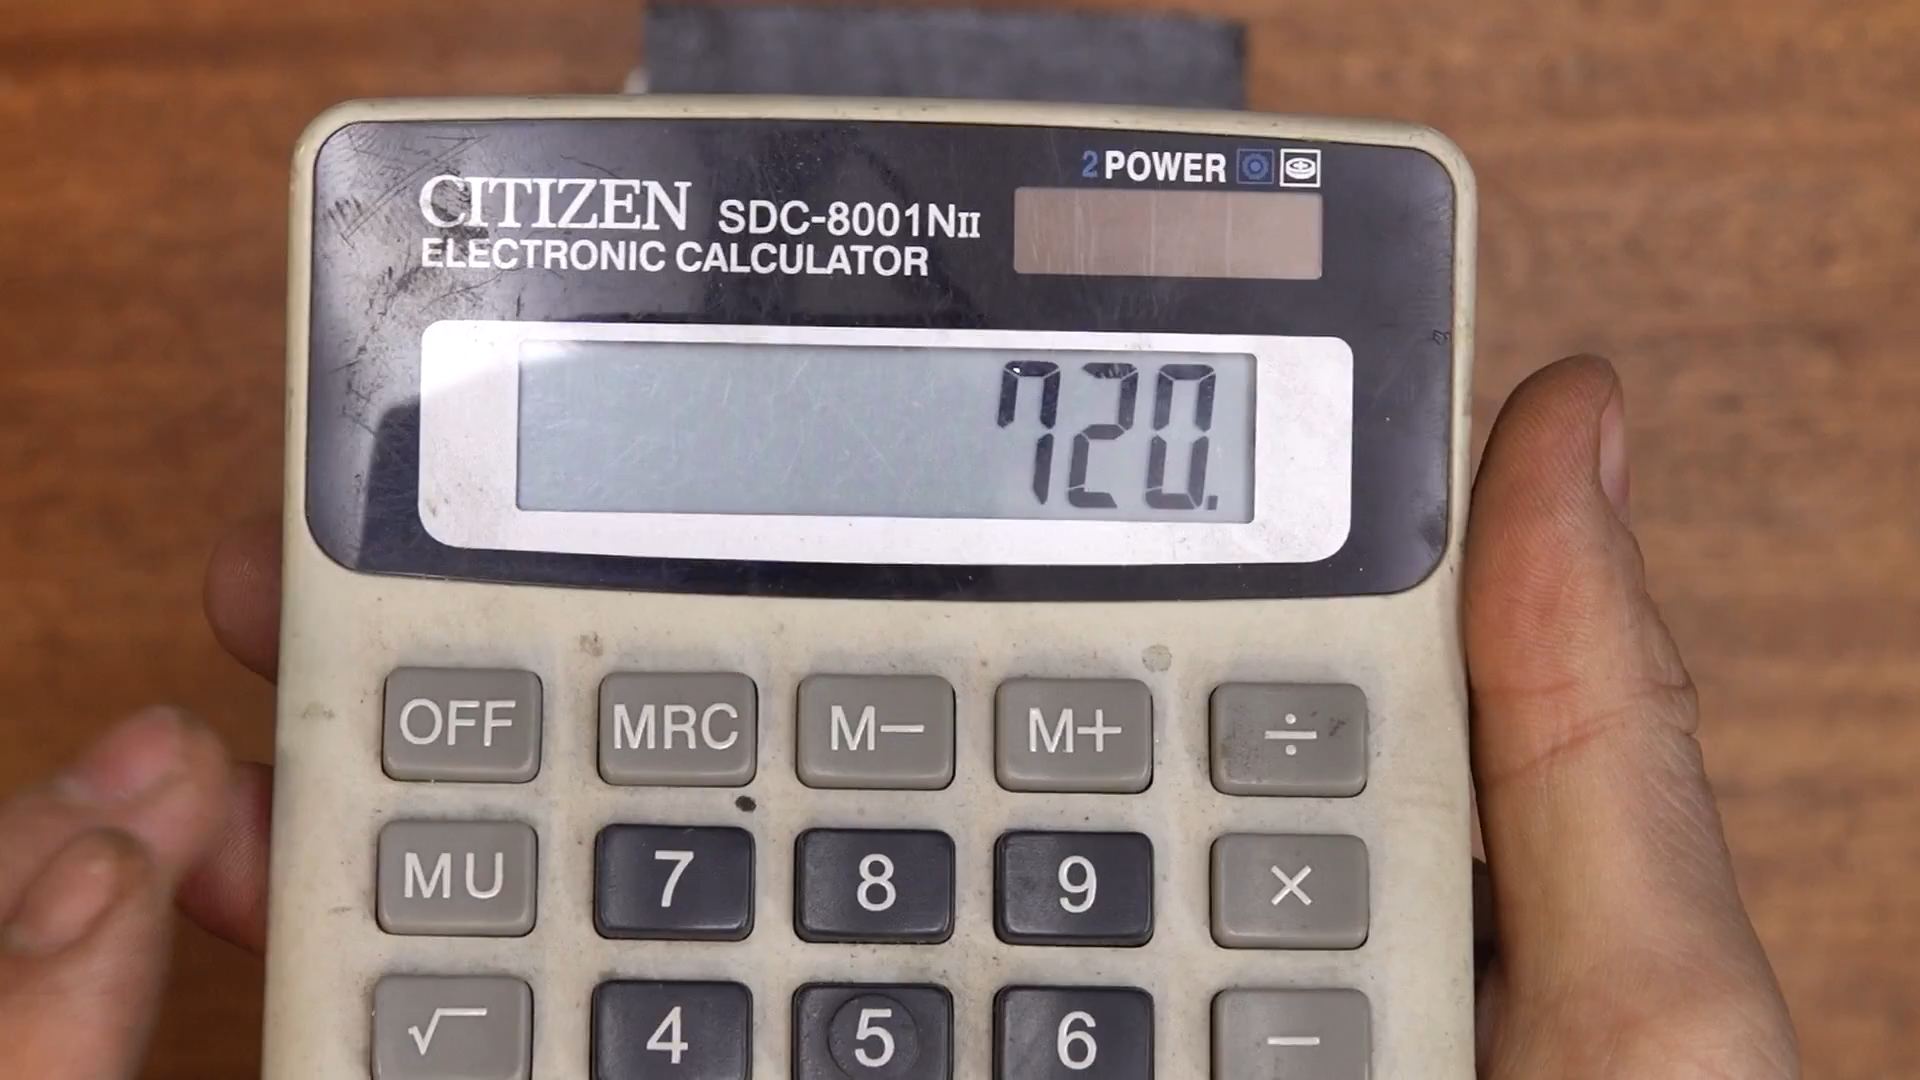 2 POWER
CITIZEN SDC-8001NII
ELECTRONIC CALCULATOR
720.
OFF MRC M− M+ ÷
MU 7 8 9 ×
√ 4 5 6 −